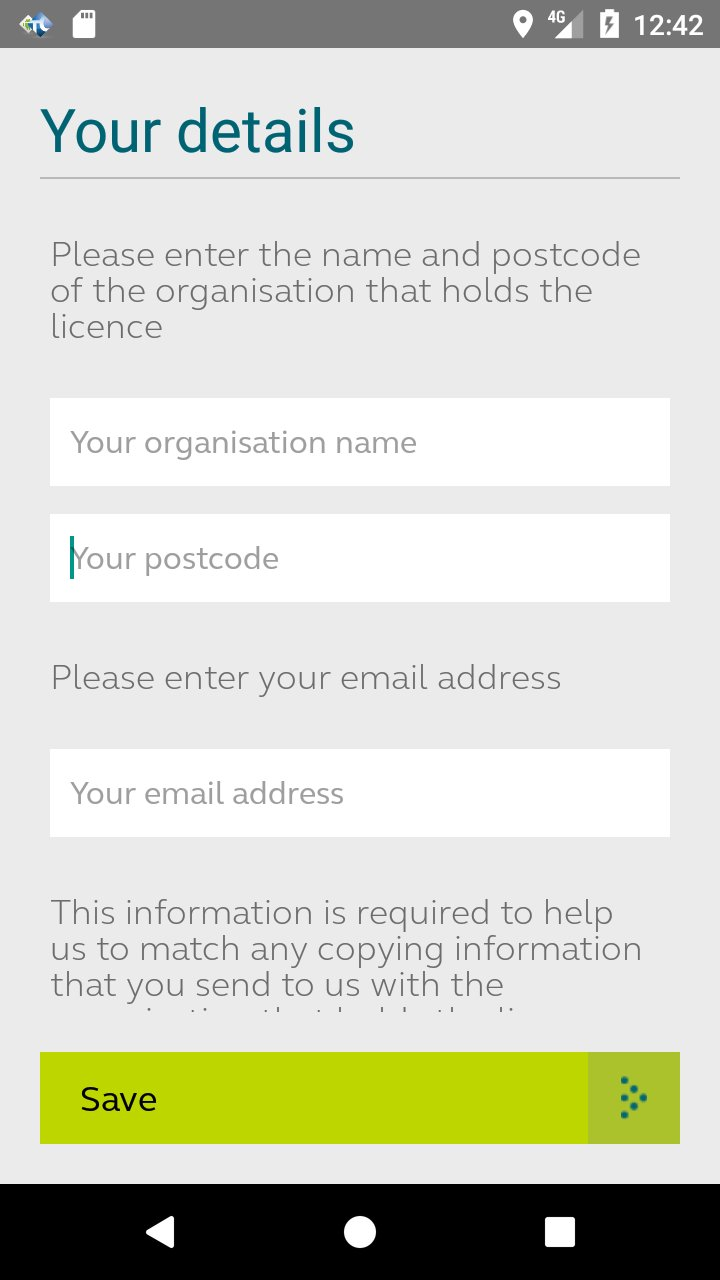 4G 12:42
Your details
Please enter the name and postcode
of the organisation that holds the
licence
Your organisation name
Your postcode
Please enter your email address
Your email address
This information is required to help
us to match any copying information
that you send to us with the
Save